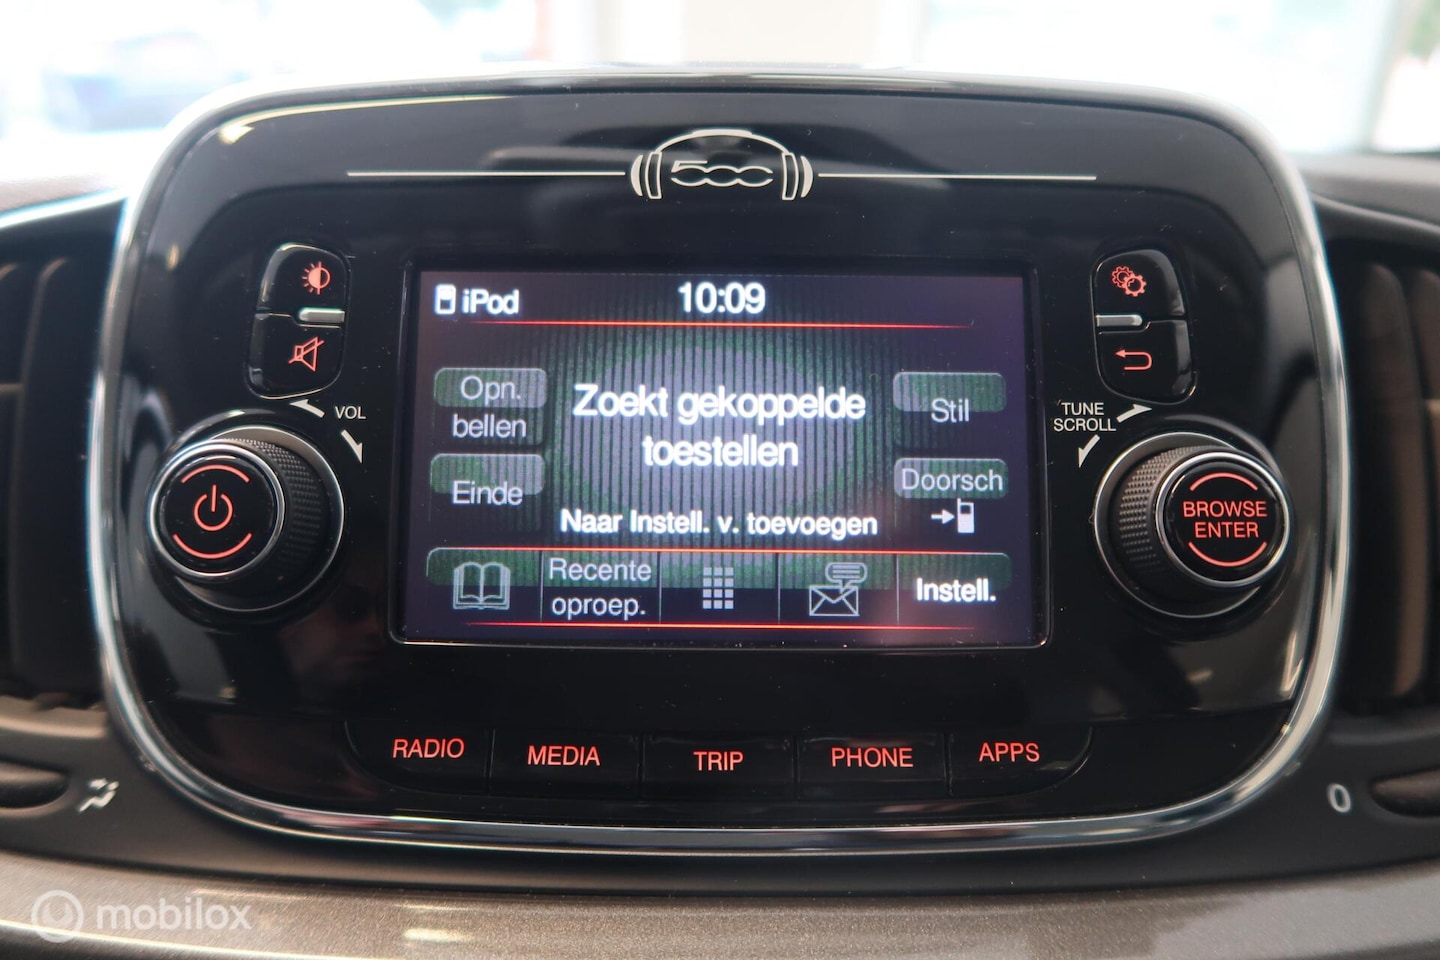 500
iPod
10:09
Opn.
bellen
Zoekt gekoppelde
toestellen
Stil
VOL
TUNE
SCROLL
Einde
Doorsch
Naar Instell. v. toevoegen
BROWSE
ENTER
Recente
oproep.
Instell.
RADIO
MEDIA
TRIP
PHONE
APPS
0
mobilox